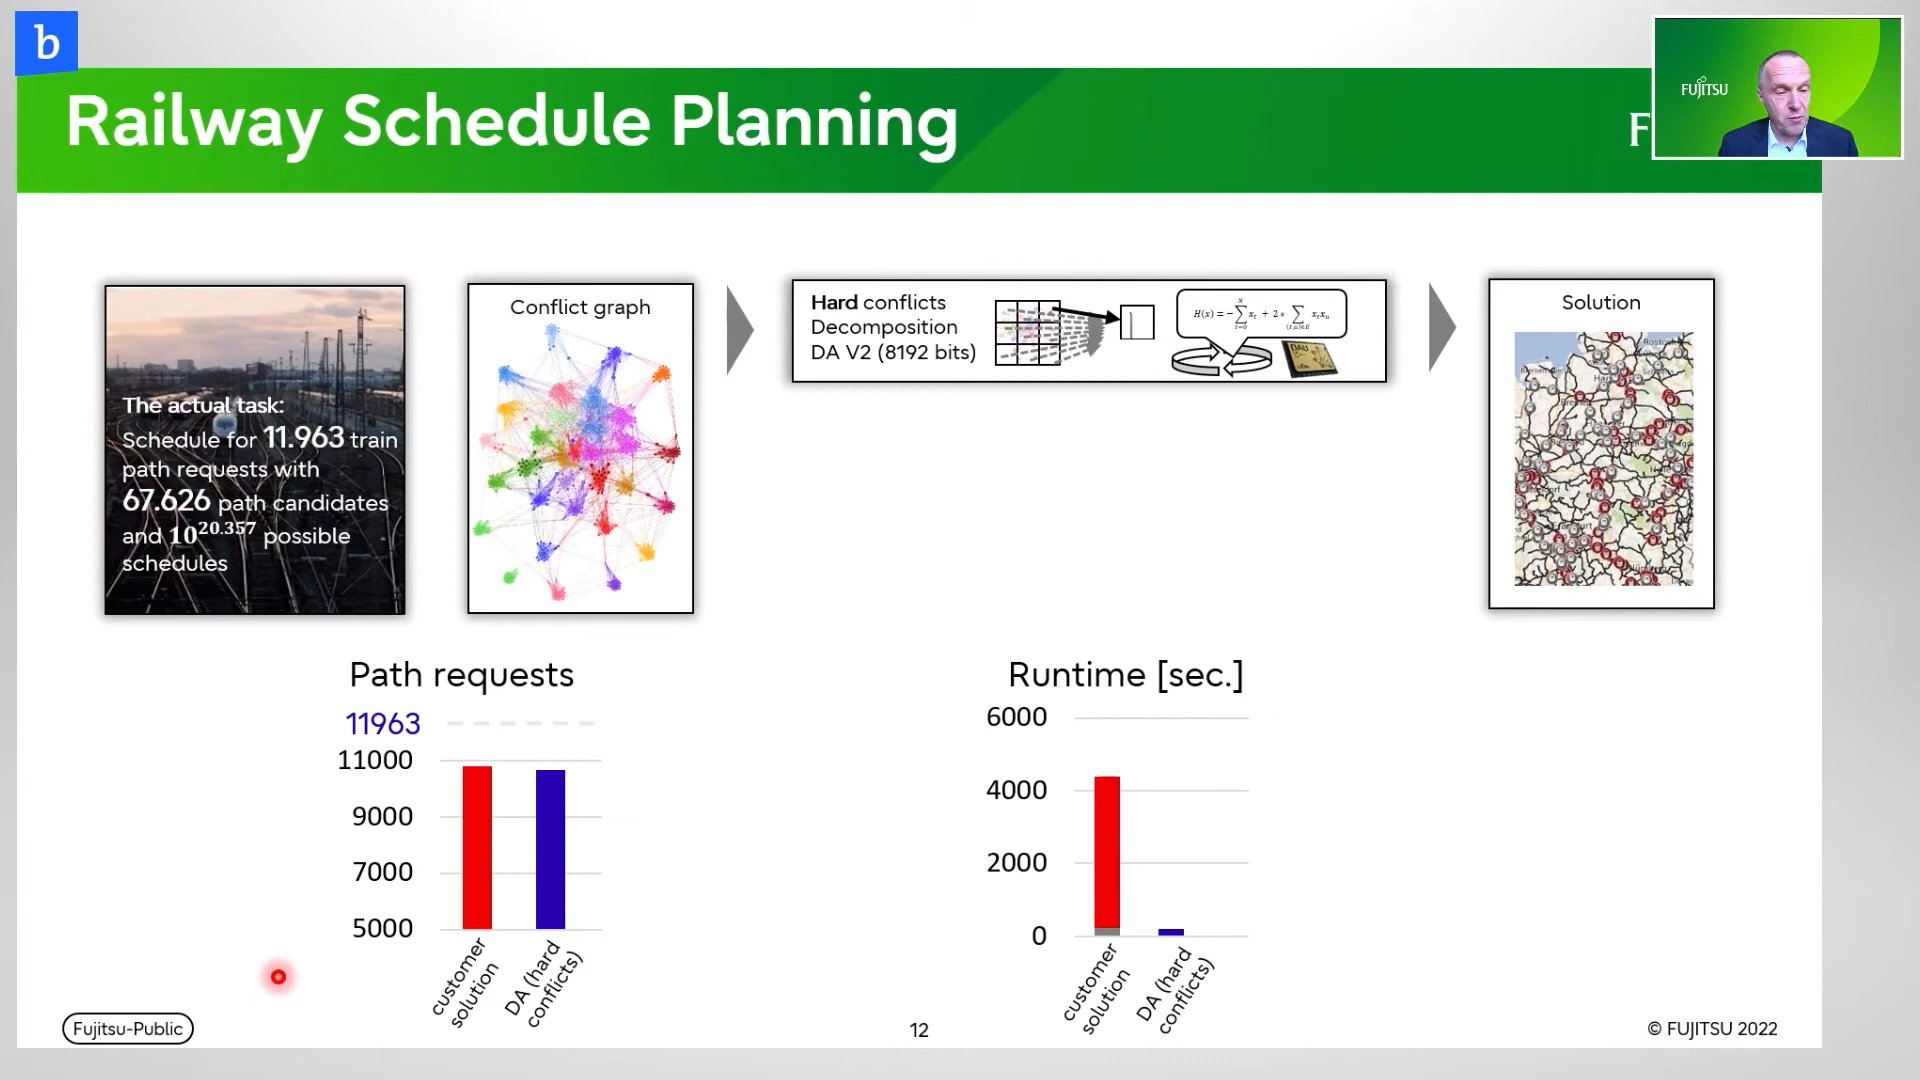 b
Railway Schedule Planning
F
FUJITSU
The actual task:
Schedule for 11.963 train
path requests with
67.626 path candidates
and 10^20.357 possible
schedules
Conflict graph
Hard conflicts
Decomposition
DA V2 (8192 bits)
DAU
Solution
Path requests
11963
11000
9000
7000
5000
customer
solution
DA (hard
conflicts)
Runtime [sec.]
6000
4000
2000
0
customer
solution
DA (hard
conflicts)
Fujitsu-Public
12
© FUJITSU 2022